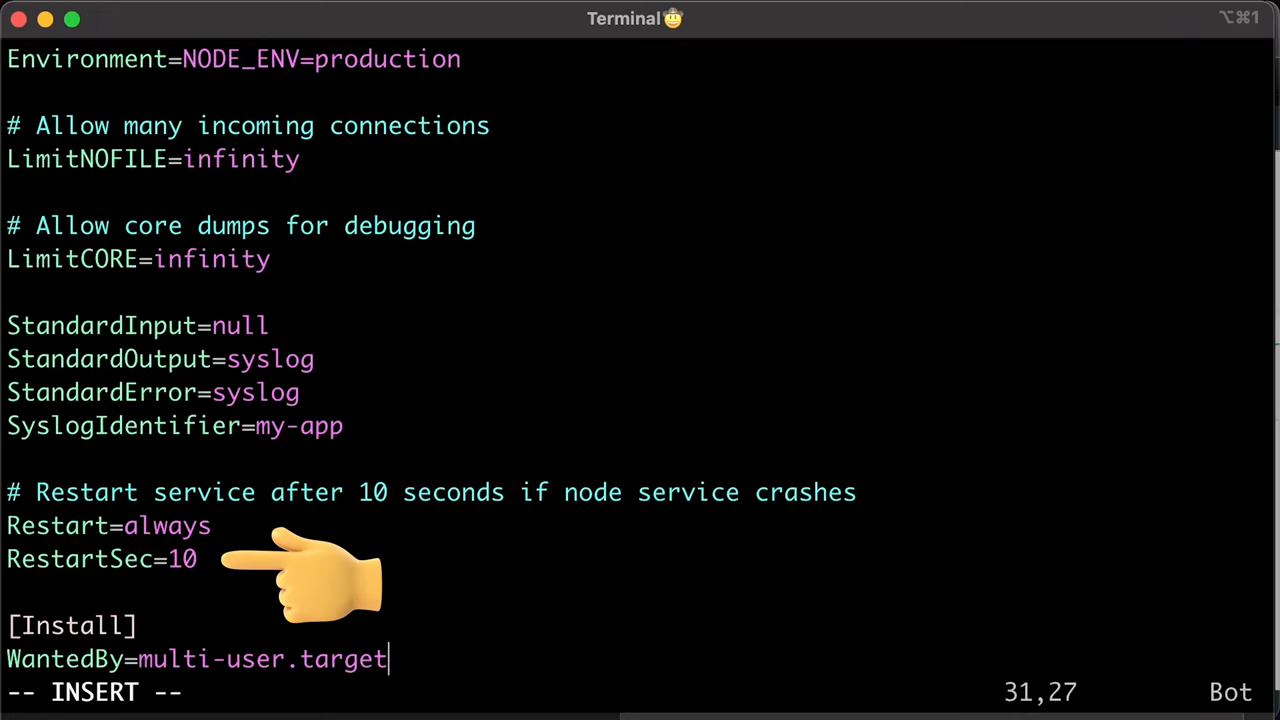 Terminal🤠
⌥⌘1
Environment=NODE_ENV=production
# Allow many incoming connections
LimitNOFILE=infinity
# Allow core dumps for debugging
LimitCORE=infinity
StandardInput=null
StandardOutput=syslog
StandardError=syslog
SyslogIdentifier=my-app
# Restart service after 10 seconds if node service crashes
Restart=always
RestartSec=10
[Install]
WantedBy=multi-user.target
-- INSERT -- 31,27 Bot